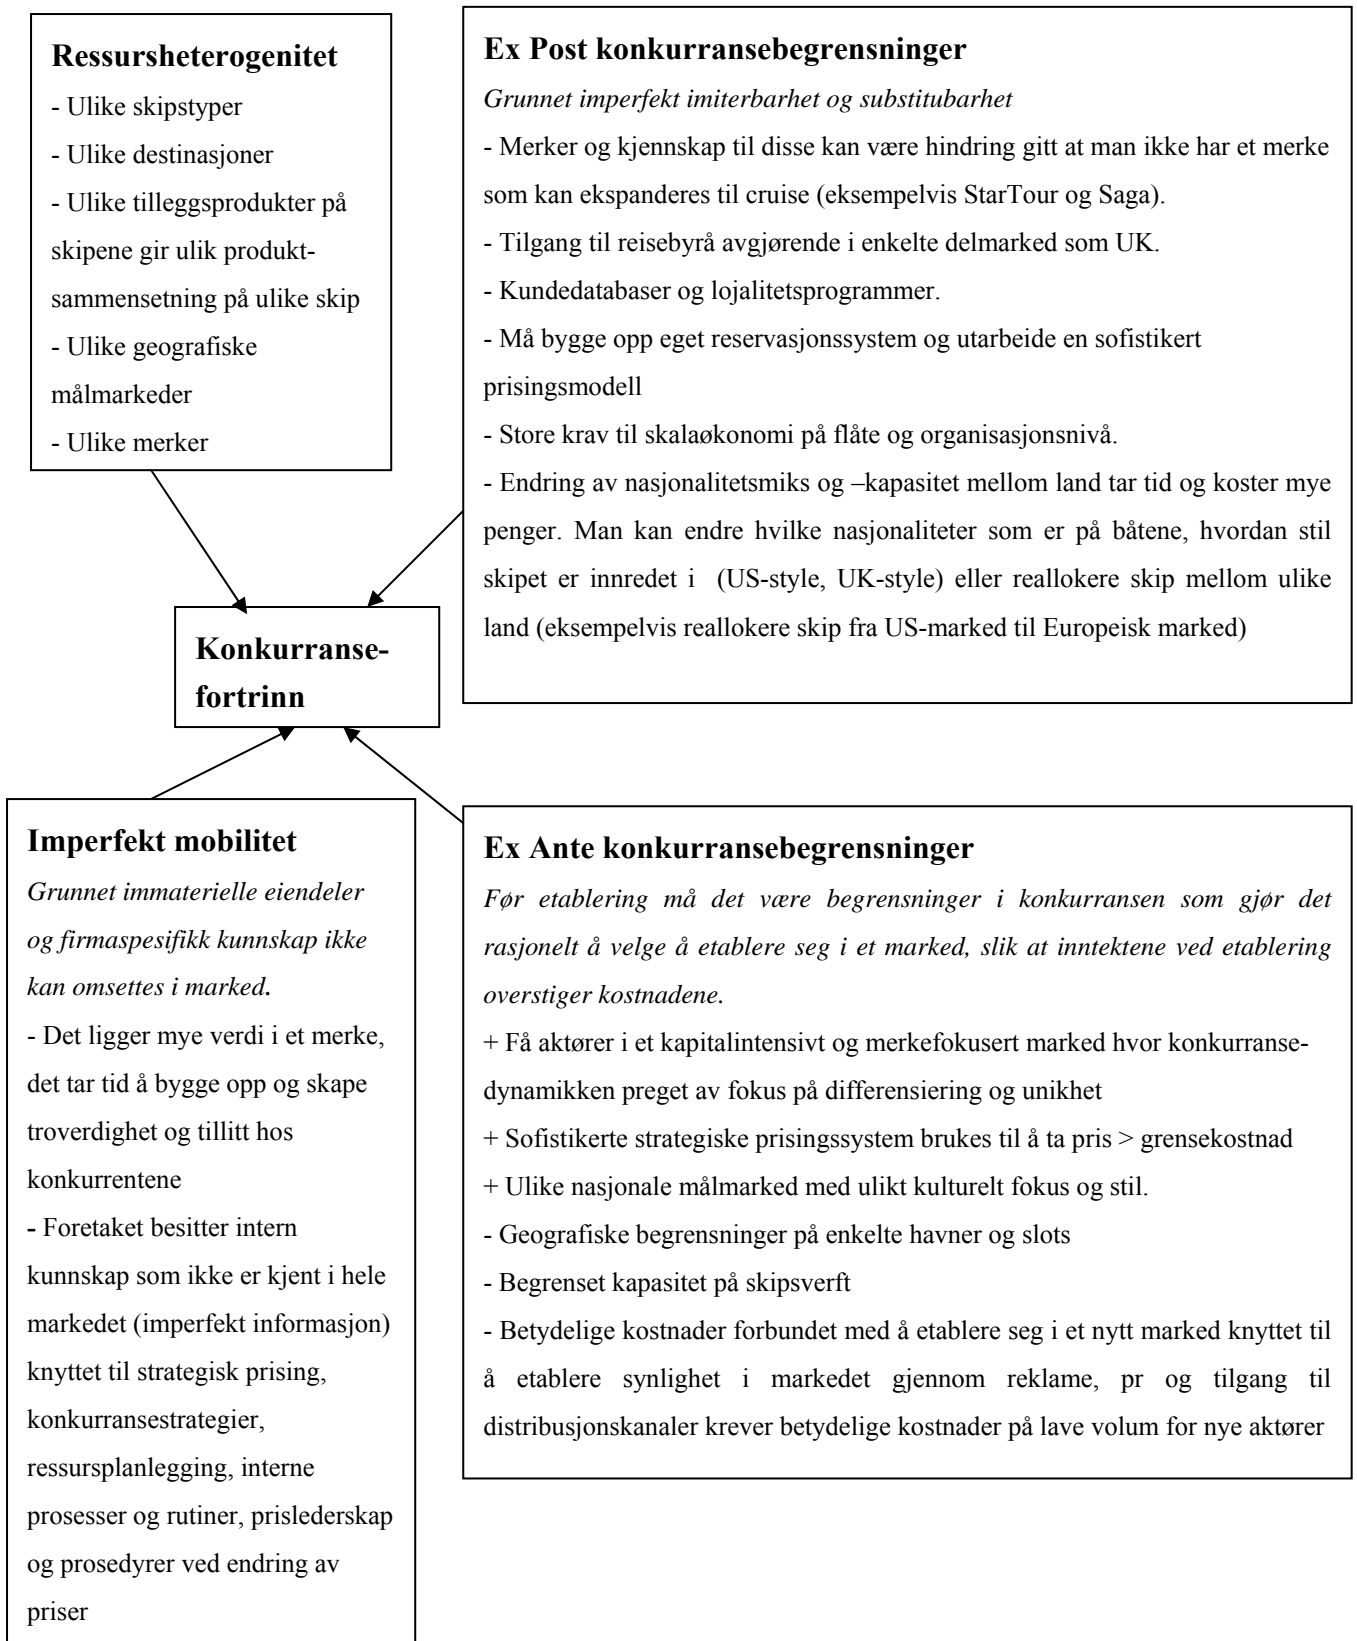 Ressursheterogenitet
- Ulike skipstyper
- Ulike destinasjoner
- Ulike tilleggsprodukter på
skipene gir ulik produkt-
sammensetning på ulike skip
- Ulike geografiske
målmarkeder
- Ulike merker
Ex Post konkurransebegrensninger
Grunnet imperfekt imiterbarhet og substitubarhet
- Merker og kjennskap til disse kan være hindring gitt at man ikke har et merke
som kan ekspanderes til cruise (eksempelvis StarTour og Saga).
- Tilgang til reisebyrå avgjørende i enkelte delmarked som UK.
- Kundedatabaser og lojalitetsprogrammer.
- Må bygge opp eget reservasjonssystem og utarbeide en sofistikert
prisingsmodell
- Store krav til skalaøkonomi på flåte og organisasjonsnivå.
- Endring av nasjonalitetsmiks og –kapasitet mellom land tar tid og koster mye
penger. Man kan endre hvilke nasjonaliteter som er på båtene, hvordan stil
skipet er innredet i (US-style, UK-style) eller reallokere skip mellom ulike
land (eksempelvis reallokere skip fra US-marked til Europeisk marked)
Konkurranse-
fortrinn
Imperfekt mobilitet
Grunnet immaterielle eiendeler
og firmaspesifikk kunnskap ikke
kan omsettes i marked.
- Det ligger mye verdi i et merke,
det tar tid å bygge opp og skape
troverdighet og tillitt hos
konkurrentene
- Foretaket besitter intern
kunnskap som ikke er kjent i hele
markedet (imperfekt informasjon)
knyttet til strategisk prising,
konkurransestrategier,
ressursplanlegging, interne
prosesser og rutiner, prislederskap
og prosedyrer ved endring av
priser
Ex Ante konkurransebegrensninger
Før etablering må det være begrensninger i konkurransen som gjør det
rasjonelt å velge å etablere seg i et marked, slik at inntektene ved etablering
overstiger kostnadene.
+ Få aktører i et kapitalintensivt og merkefokusert marked hvor konkurranse-
dynamikken preget av fokus på differensiering og unikhet
+ Sofistikerte strategiske prisingssystem brukes til å ta pris > grensekostnad
+ Ulike nasjonale målmarked med ulikt kulturelt fokus og stil.
- Geografiske begrensninger på enkelte havner og slots
- Begrenset kapasitet på skipsverft
- Betydelige kostnader forbundet med å etablere seg i et nytt marked knyttet til
å etablere synlighet i markedet gjennom reklame, pr og tilgang til
distribusjonskanaler krever betydelige kostnader på lave volum for nye aktører